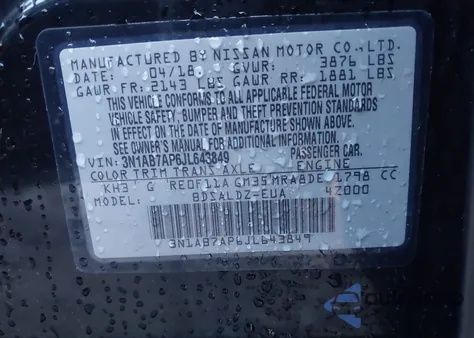 MANUFACTURED BY NISSAN MOTOR CO., LTD.
DATE: 04/18 GVWR: 3876 LBS
GAWR FR: 2143 LBS GAWR RR: 1881 LBS
THIS VEHICLE CONFORMS TO ALL APPLICABLE FEDERAL MOTOR
VEHICLE SAFETY, BUMPER AND THEFT PREVENTION STANDARDS
IN EFFECT ON THE DATE OF MANUFACTURE SHOWN ABOVE.
SEE OWNER'S MANUAL FOR ADDITIONAL INFORMATION.
VIN: 3N1AB7AP6JL643849 PASSENGER CAR.
COLOR TRIM TRANS AXLE ENGINE
KH3 G RE0F11A GH35 MRA8DE 1798 CC
MODEL: BDSALDZ-EUA 42000
3N1AB7AP6JL643849